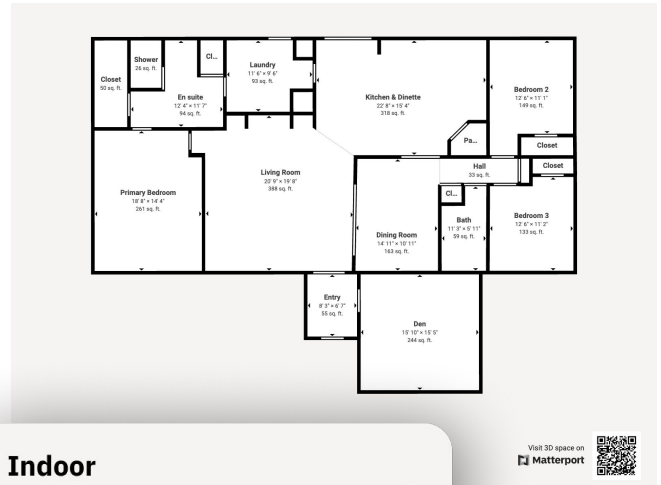 Closet
50 sq. ft.
Shower
26 sq. ft.
Cl...
En suite
12' 4" × 11' 7"
94 sq. ft.
Laundry
11' 6" × 9' 6"
93 sq. ft.
Kitchen & Dinette
22' 8" × 15' 4"
318 sq. ft.
Pa...
Bedroom 2
12' 6" × 11' 1"
149 sq. ft.
Closet
Closet
Hall
33 sq. ft.
Primary Bedroom
18' 8" × 14' 4"
261 sq. ft.
Living Room
20' 9" × 19' 8"
388 sq. ft.
Dining Room
14' 11" × 10' 11"
163 sq. ft.
Cl...
Bath
11' 3" × 5' 11"
59 sq. ft.
Bedroom 3
12' 6" × 11' 2"
133 sq. ft.
Entry
8' 3" × 6' 7"
55 sq. ft.
Den
15' 10" × 15' 5"
244 sq. ft.
Indoor
Visit 3D space on
Matterport